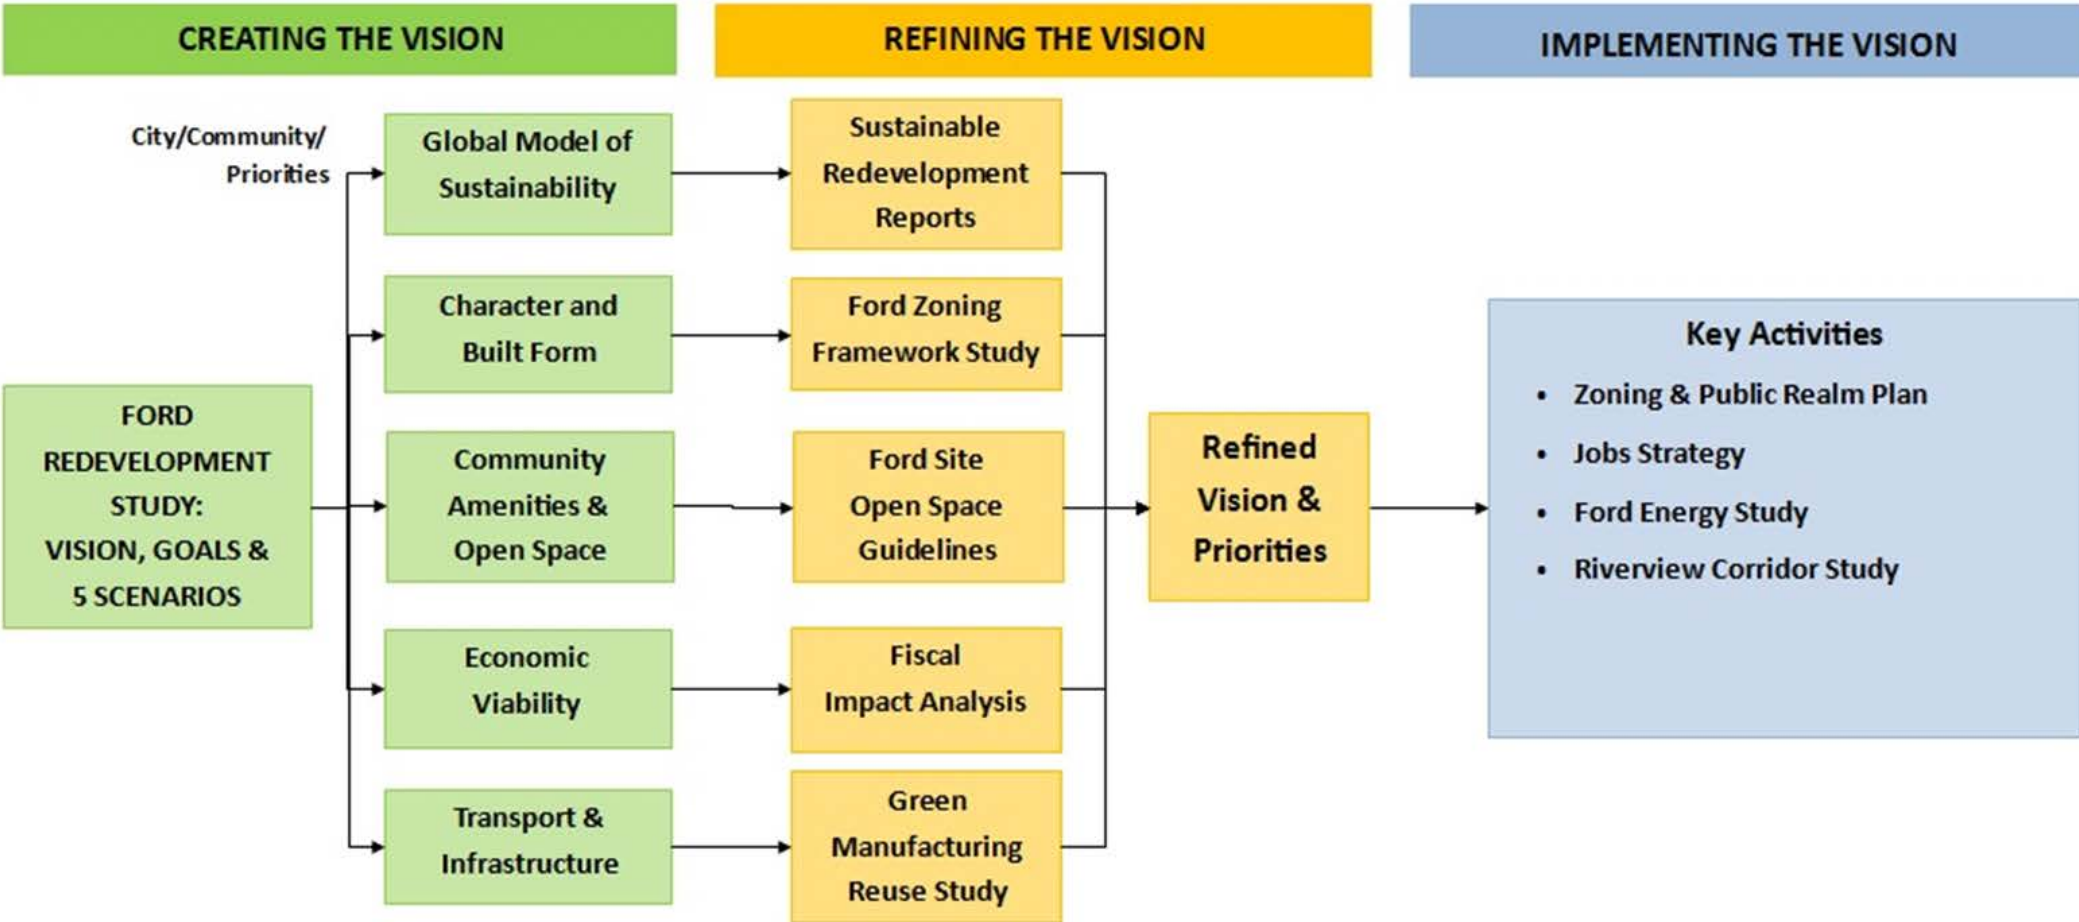 CREATING THE VISION
REFINING THE VISION
IMPLEMENTING THE VISION
City/Community/
Priorities
FORD
REDEVELOPMENT
STUDY:
VISION, GOALS &
5 SCENARIOS
Global Model of
Sustainability
Character and
Built Form
Community
Amenities &
Open Space
Economic
Viability
Transport &
Infrastructure
Sustainable
Redevelopment
Reports
Ford Zoning
Framework Study
Ford Site
Open Space
Guidelines
Fiscal
Impact Analysis
Green
Manufacturing
Reuse Study
Refined
Vision &
Priorities
Key Activities
• Zoning & Public Realm Plan
• Jobs Strategy
• Ford Energy Study
• Riverview Corridor Study